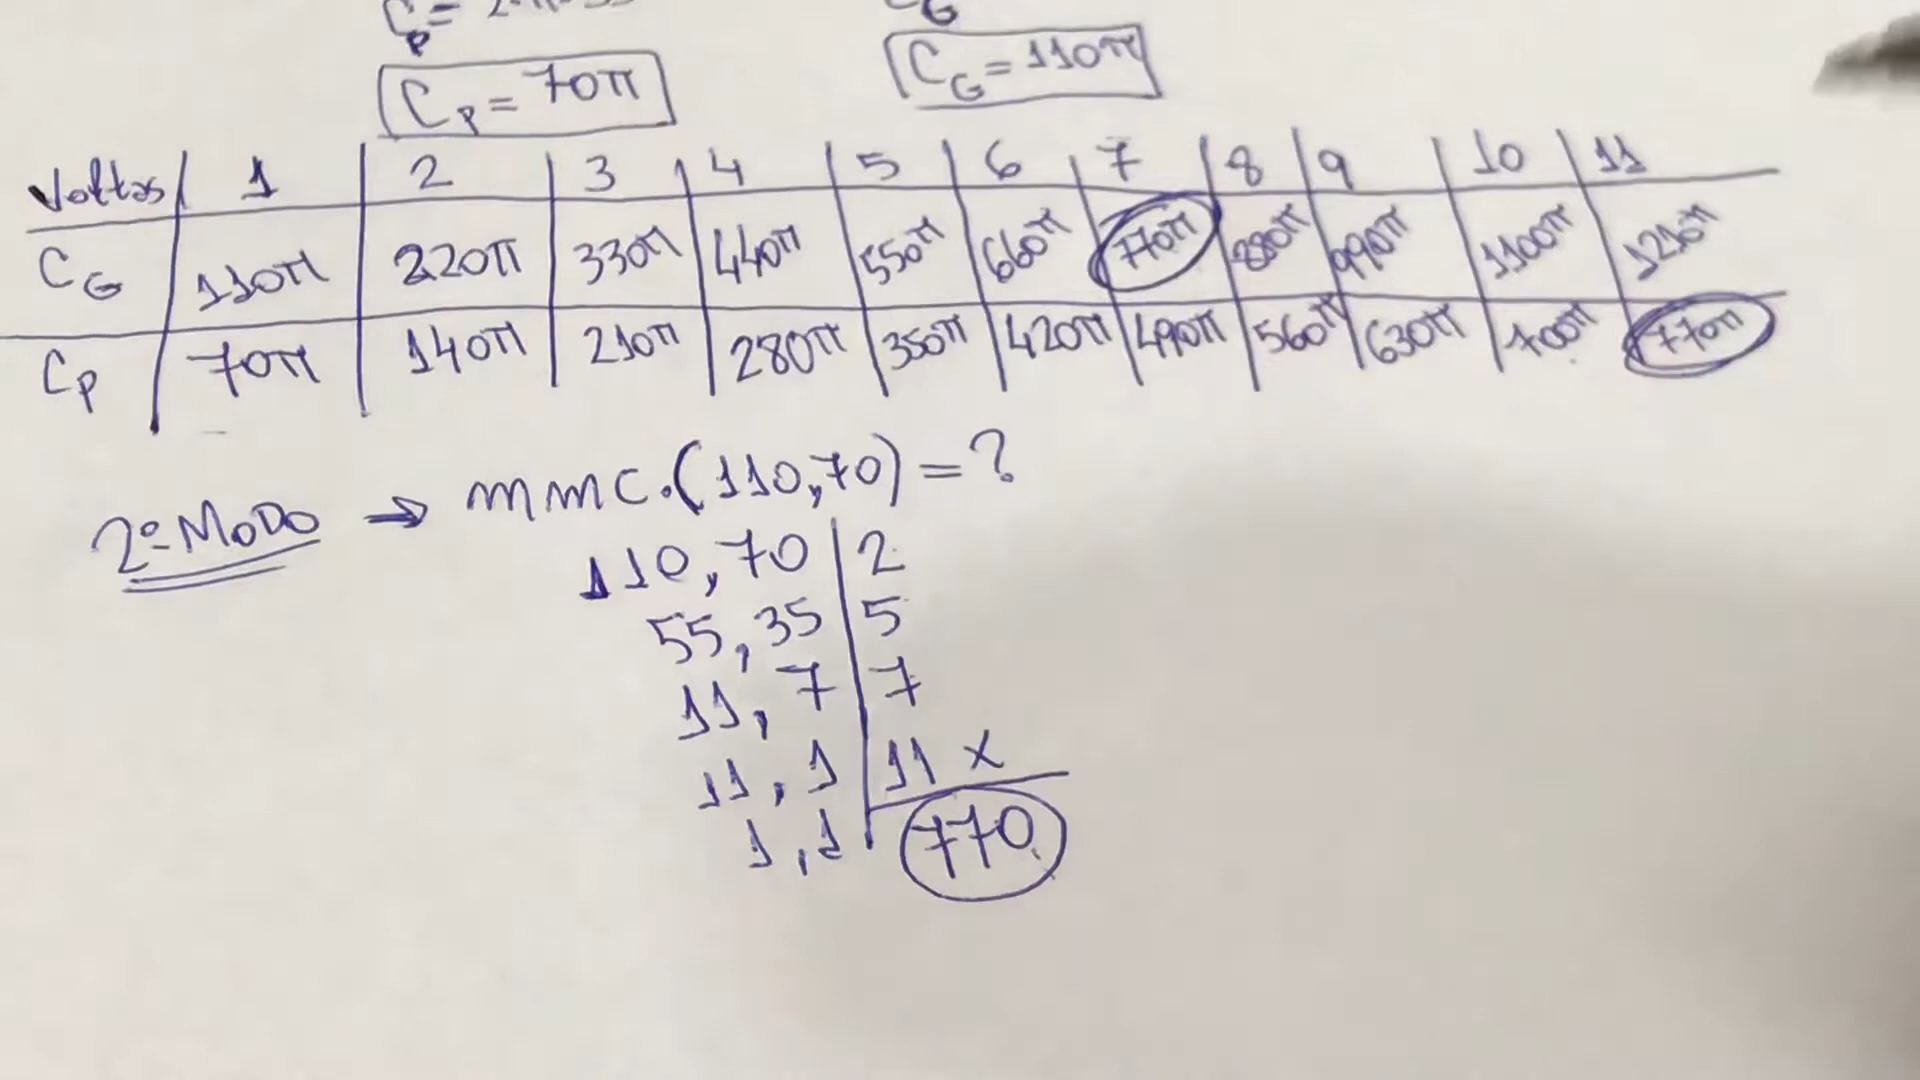 C_P =
C_G
C_P = 70π
C_G = 110π
Voltas 1 2 3 4 5 6 7 8 9 10 11
C_G 110π 220π 330π 440π 550π 660π 770π 880π 990π 1100π 1210π
C_P 70π 140π 210π 280π 350π 420π 490π 560π 630π 700π 770π
2º MODO → mmc.(110,70) = ?
110, 70 | 2
55, 35 | 5
11, 7 | 7
11, 1 | 11 x
1, 1 770